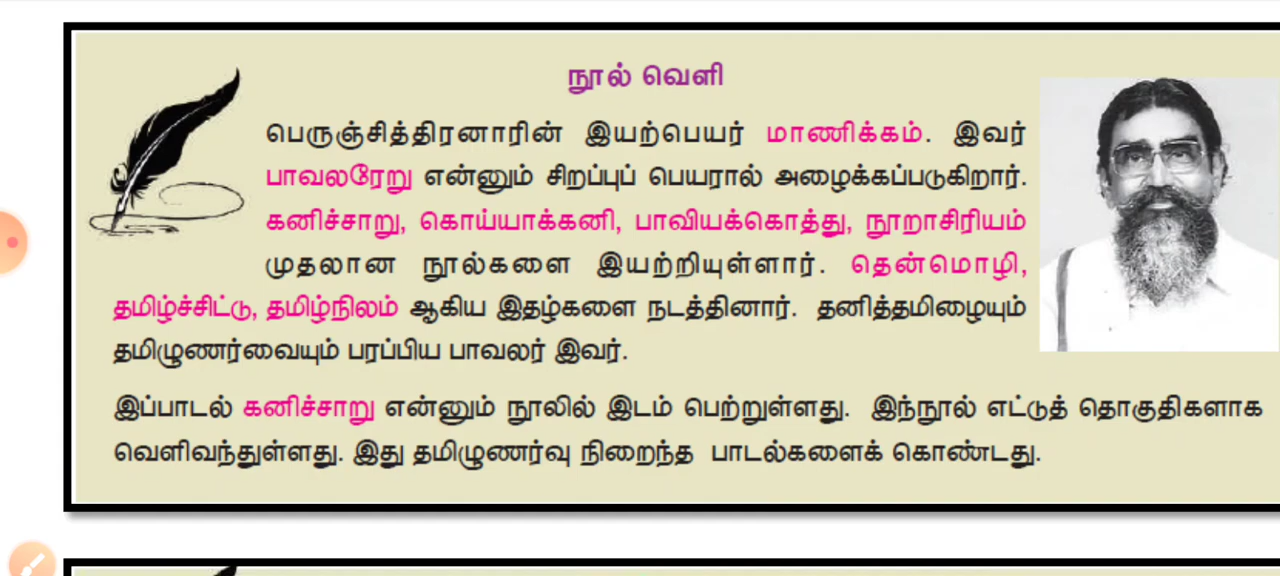 நூல் வெளி
பெருஞ்சித்திரனாரின் இயற்பெயர் மாணிக்கம். இவர்
பாவலரேறு என்னும் சிறப்புப் பெயரால் அழைக்கப்படுகிறார்.
கனிச்சாறு, கொய்யாக்கனி, பாவியக்கொத்து, நூறாசிரியம்
முதலான நூல்களை இயற்றியுள்ளார். தென்மொழி,
தமிழ்ச்சிட்டு, தமிழ்நிலம் ஆகிய இதழ்களை நடத்தினார். தனித்தமிழையும்
தமிழுணர்வையும் பரப்பிய பாவலர் இவர்.
இப்பாடல் கனிச்சாறு என்னும் நூலில் இடம் பெற்றுள்ளது. இந்நூல் எட்டுத் தொகுதிகளாக
வெளிவந்துள்ளது. இது தமிழுணர்வு நிறைந்த பாடல்களைக் கொண்டது.